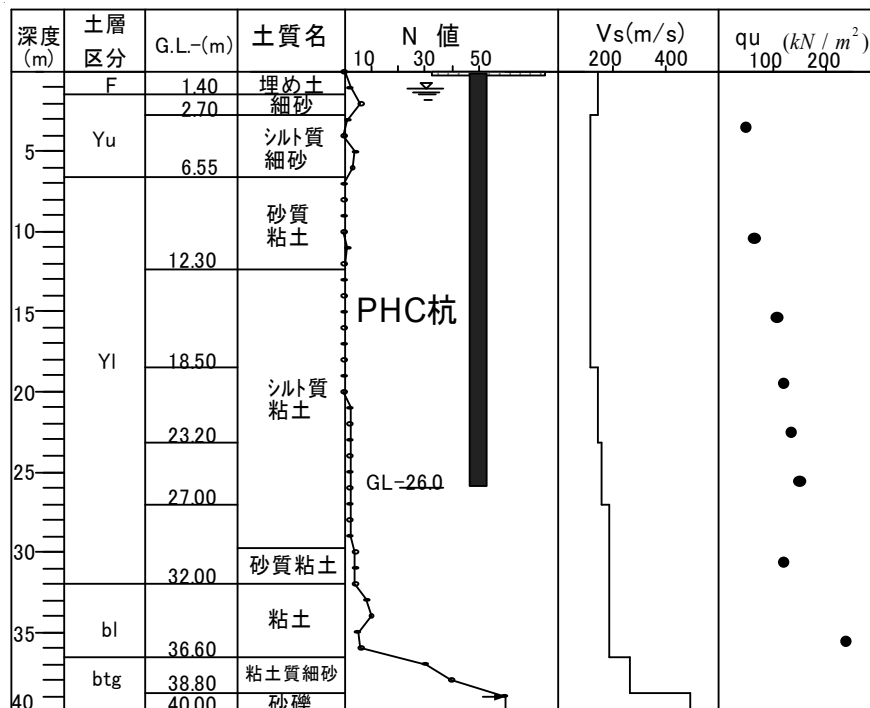 深度
(m)
土層
区分
G.L.-(m)
土質名
N 値
10 30 50
Vs(m/s)
200 400
qu (kN / m²)
100 200
F 1.40 埋め土
2.70 細砂
Yu
シルト質
細砂
5
6.55
砂質
粘土
10
12.30
15
PHC杭
Yl
18.50
シルト質
粘土
20
23.20
25
GL-26.0
27.00
30
砂質粘土
32.00
粘土
bl
35
36.60
btg
粘土質細砂
38.80
40 40.00 砂礫